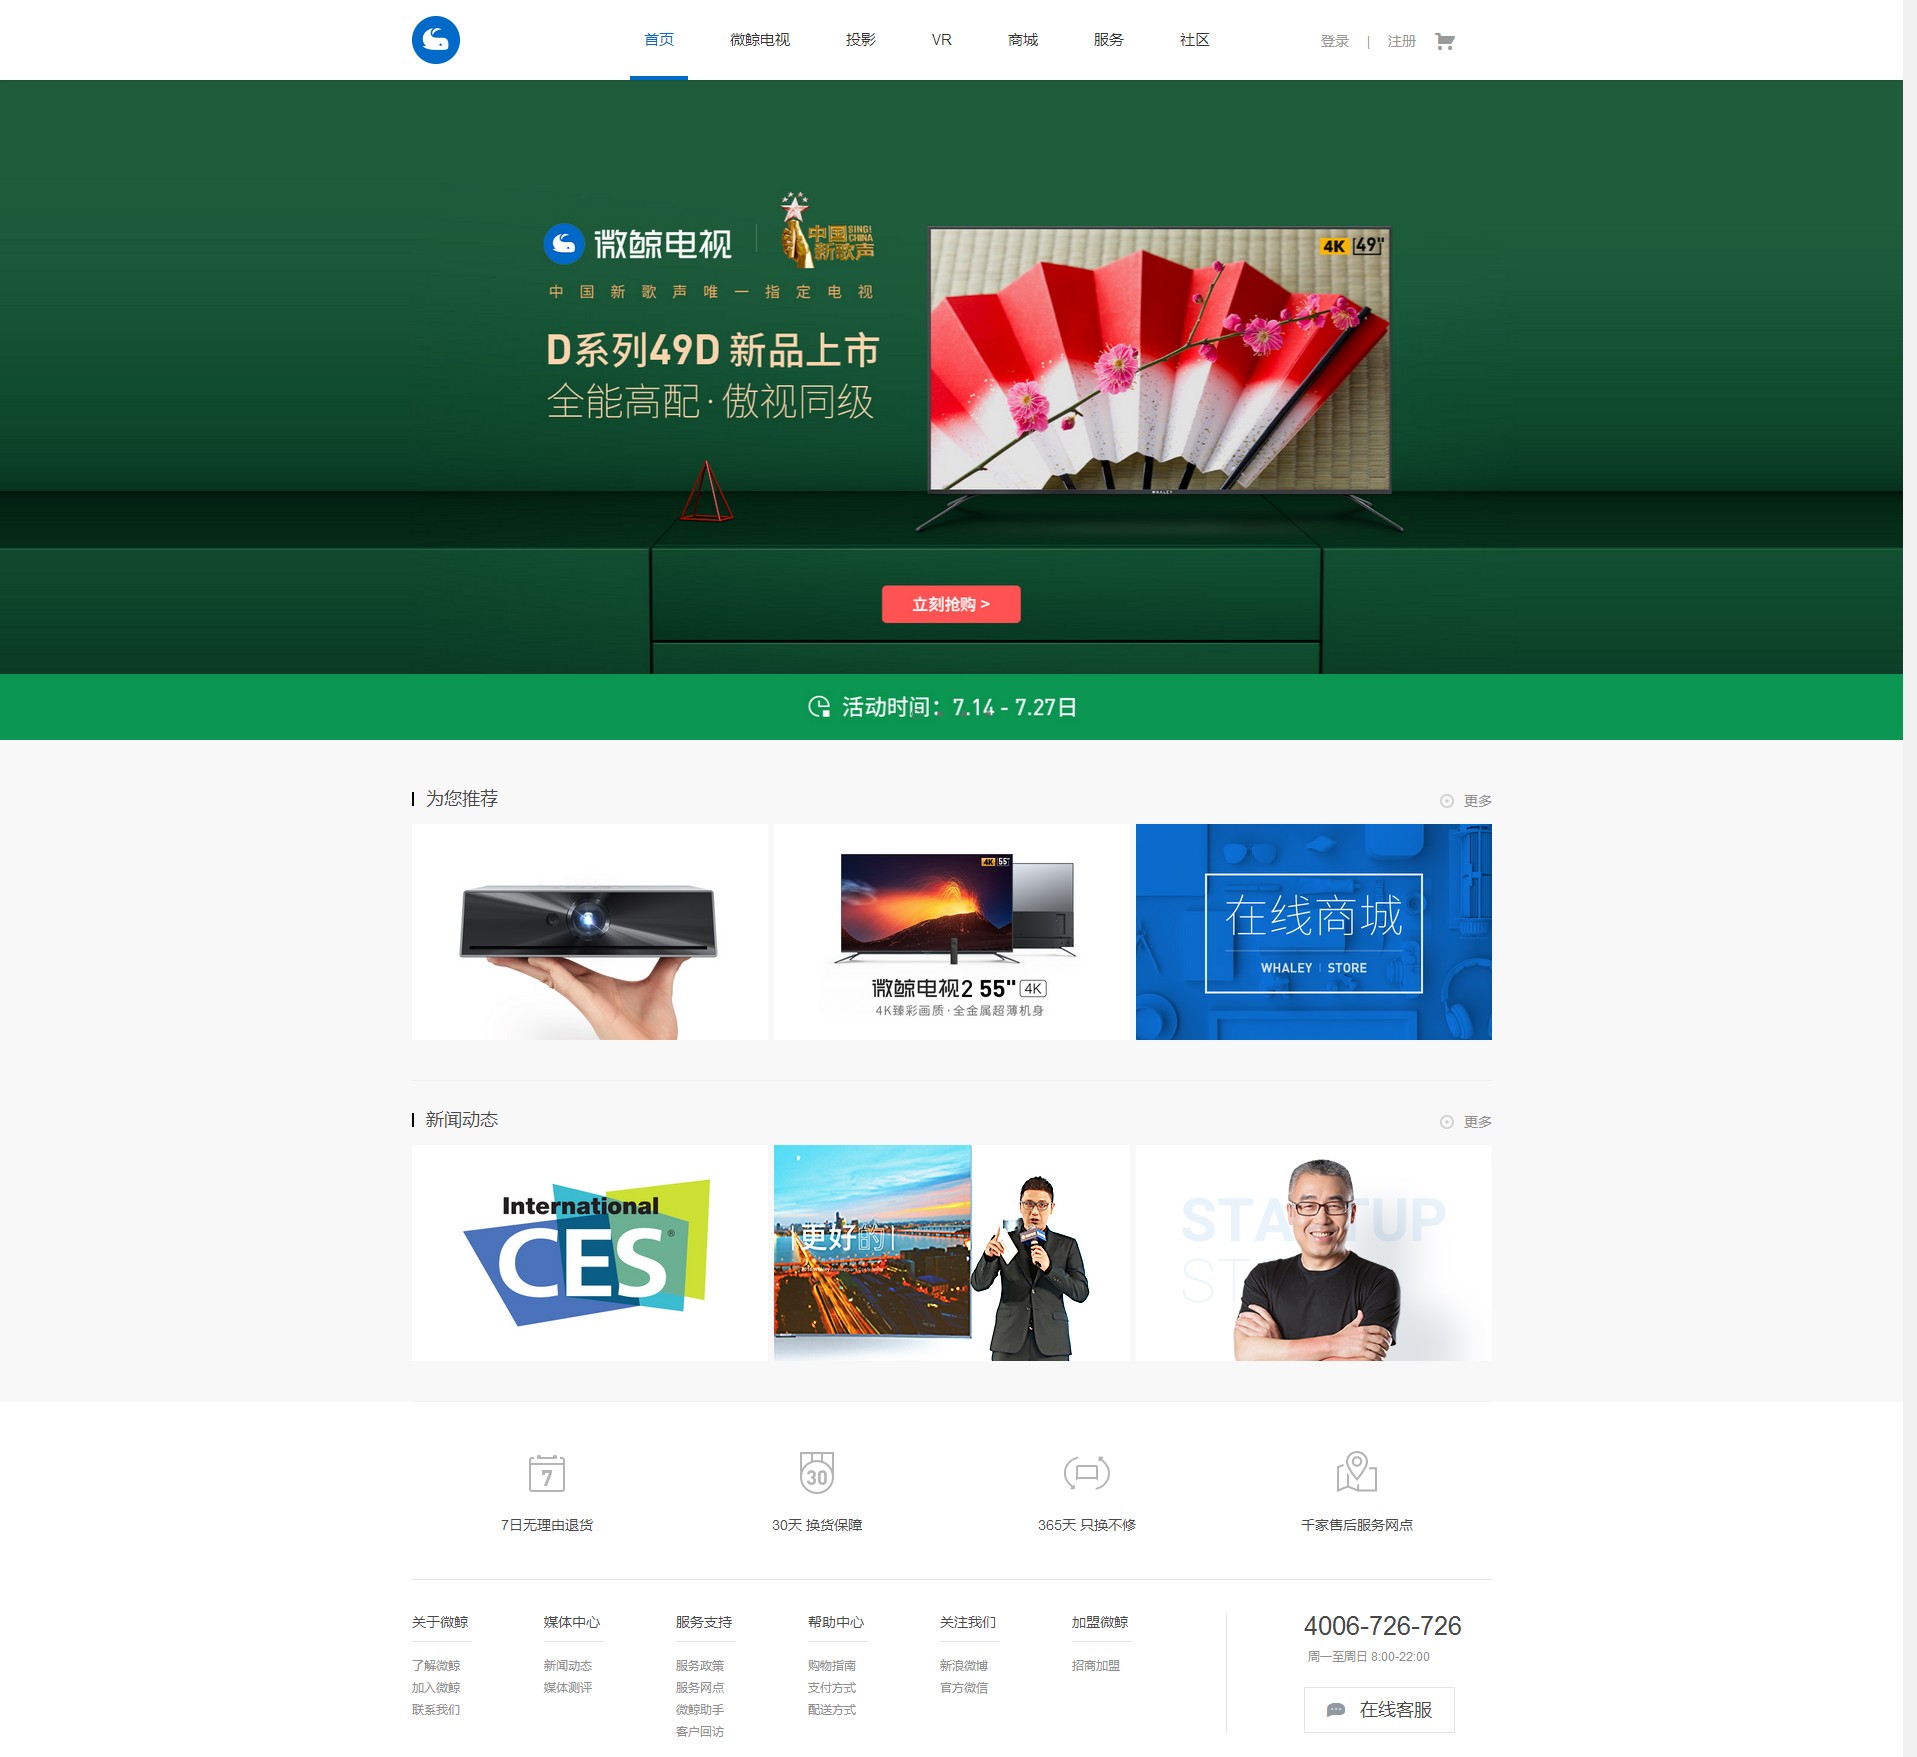 首页
微鲸电视
投影
VR
商城
服务
社区
登录 | 注册
微鲸电视
中国新歌声
SING! CHINA
中国新歌声唯一指定电视
D系列49D 新品上市
全能高配·傲视同级
4K 49"
WHALEY
立刻抢购 >
活动时间：7.14 - 7.27日
为您推荐
更多
4K 55"
微鲸电视2 55" 4K
4K臻彩画质·全金属超薄机身
在线商城
WHALEY | STORE
新闻动态
更多
International
CES®
更好的
STARTUP
ST
7
30
7日无理由退货
30天 换货保障
365天 只换不修
千家售后服务网点
关于微鲸
了解微鲸
加入微鲸
联系我们
媒体中心
新闻动态
媒体测评
服务支持
服务政策
服务网点
微鲸助手
客户回访
帮助中心
购物指南
支付方式
配送方式
关注我们
新浪微博
官方微信
加盟微鲸
招商加盟
4006-726-726
周一至周日 8:00-22:00
在线客服